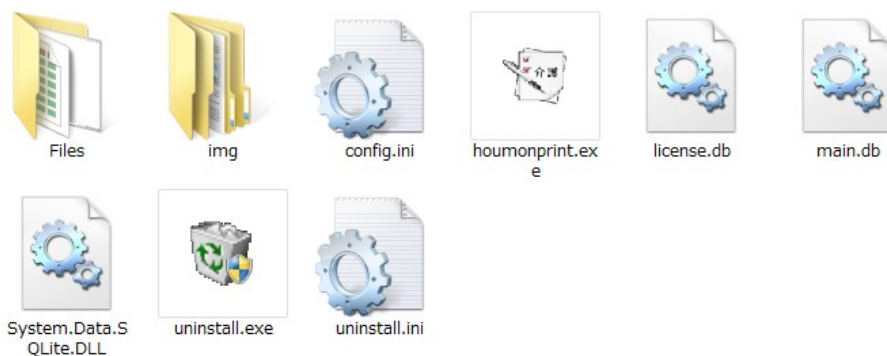 介護
Files
img
config.ini
houmonprint.ex
e
license.db
main.db
System.Data.S
QLite.DLL
uninstall.exe
uninstall.ini